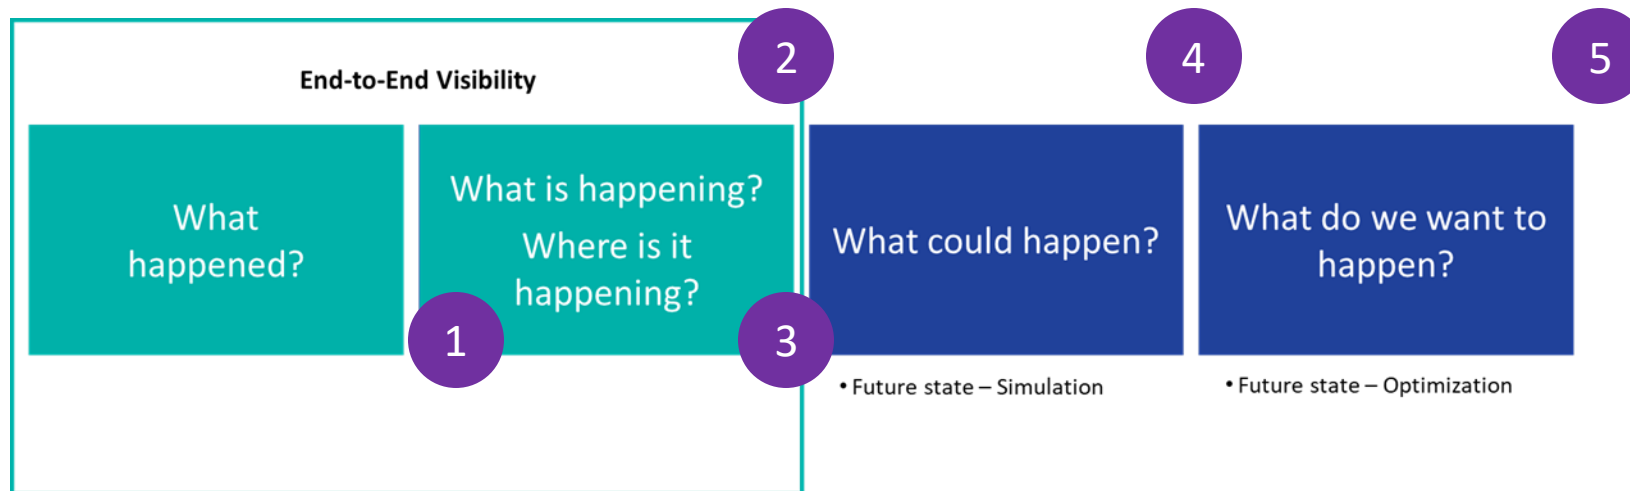 2
4
5
End-to-End Visibility
What
happened?
What is happening?
Where is it
happening?
What could happen?
What do we want to
happen?
1
3
• Future state – Simulation
• Future state – Optimization